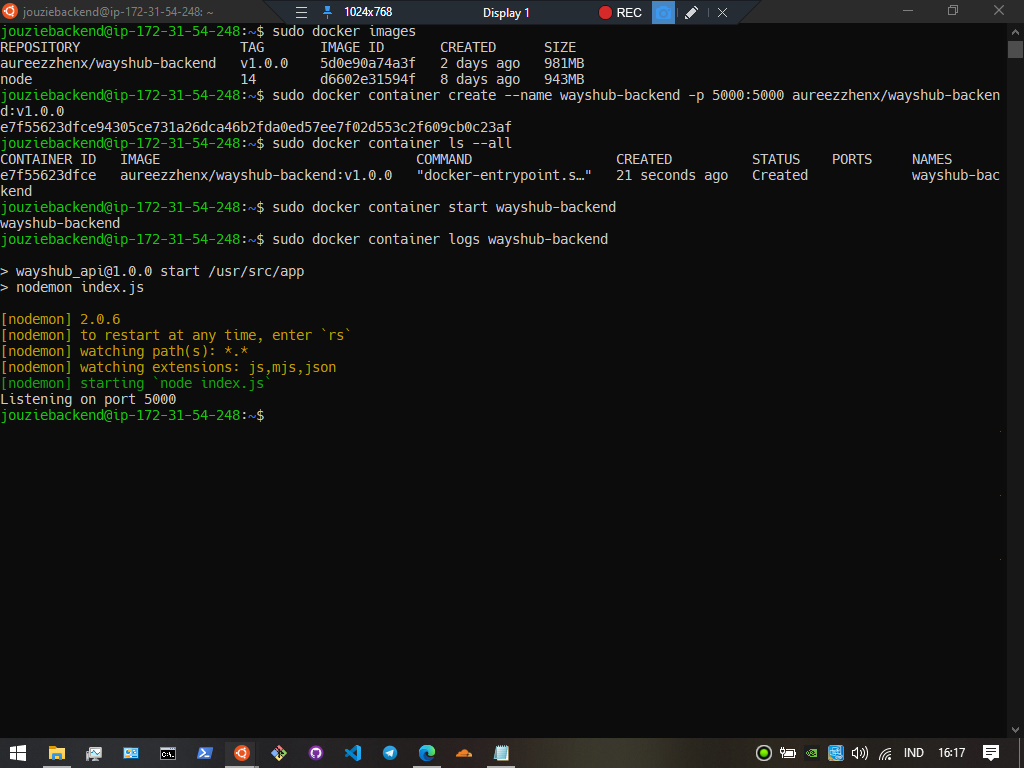 jouziebackend@ip-172-31-54-248: ~
1024x768
Display 1
REC
jouziebackend@ip-172-31-54-248:~$ sudo docker images
REPOSITORY                    TAG       IMAGE ID       CREATED      SIZE
aureezzhenx/wayshub-backend   v1.0.0    5d0e90a74a3f   2 days ago   981MB
node                          14        d6602e31594f   8 days ago   943MB
jouziebackend@ip-172-31-54-248:~$ sudo docker container create --name wayshub-backend -p 5000:5000 aureezzhenx/wayshub-backen
d:v1.0.0
e7f55623dfce94305ce731a26dca46b2fda0ed57ee7f02d553c2f609cb0c23af
jouziebackend@ip-172-31-54-248:~$ sudo docker container ls --all
CONTAINER ID   IMAGE                                COMMAND                  CREATED          STATUS    PORTS     NAMES
e7f55623dfce   aureezzhenx/wayshub-backend:v1.0.0   "docker-entrypoint.s…"   21 seconds ago   Created             wayshub-bac
kend
jouziebackend@ip-172-31-54-248:~$ sudo docker container start wayshub-backend
wayshub-backend
jouziebackend@ip-172-31-54-248:~$ sudo docker container logs wayshub-backend
> wayshub_api@1.0.0 start /usr/src/app
> nodemon index.js
[nodemon] 2.0.6
[nodemon] to restart at any time, enter `rs`
[nodemon] watching path(s): *.*
[nodemon] watching extensions: js,mjs,json
[nodemon] starting `node index.js`
Listening on port 5000
jouziebackend@ip-172-31-54-248:~$
IND
16:17